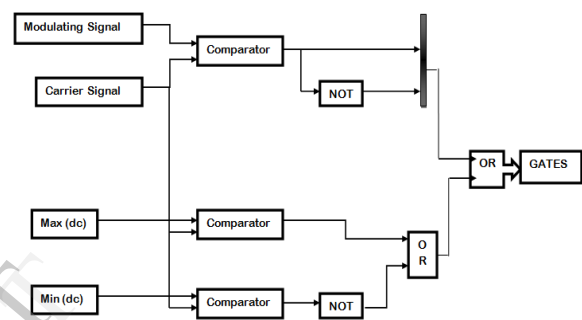 Modulating Signal
Comparator
Carrier Signal
NOT
OR
GATES
Max (dc)
Comparator
O
R
Min (dc)
Comparator
NOT